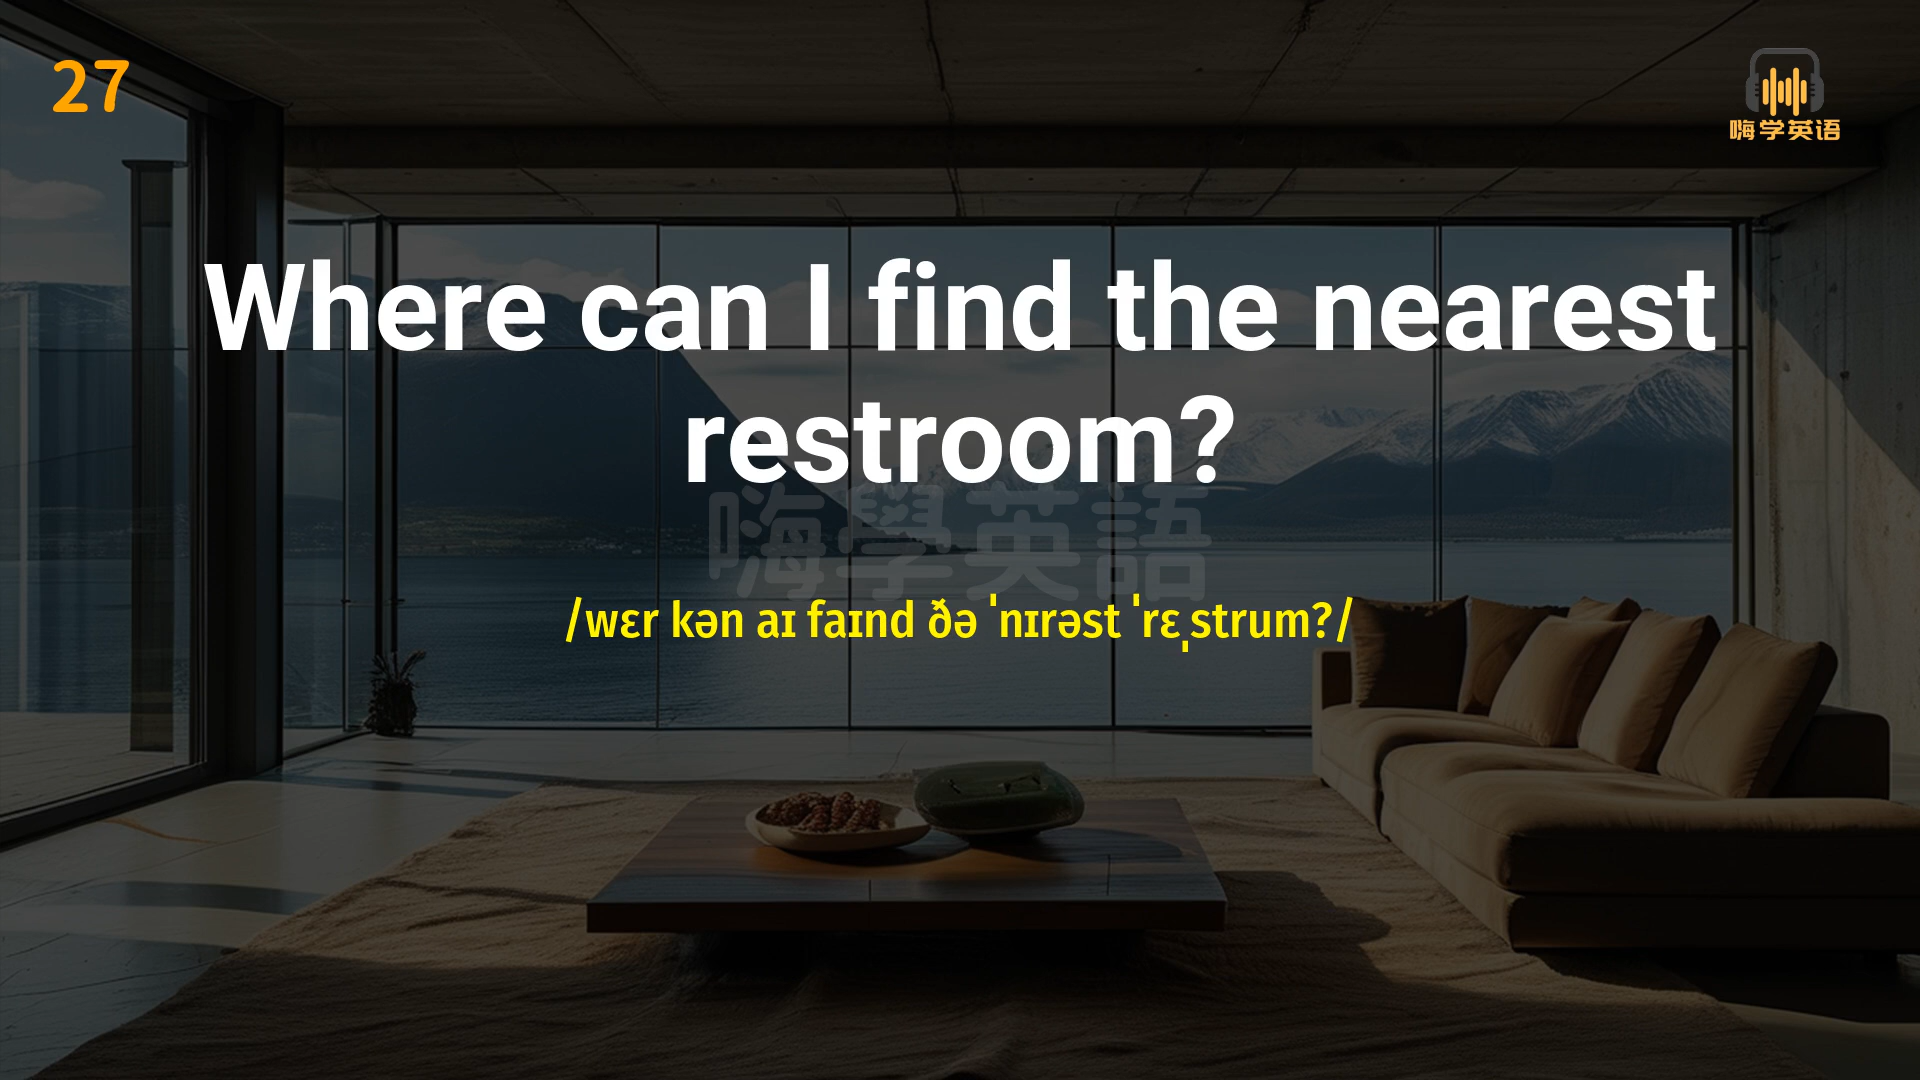 27
嗨学英语
Where can I find the nearest
restroom?
嗨學英語
/wɛr kən aɪ faɪnd ðə ˈnɪrəst ˈrɛˌstrum?/